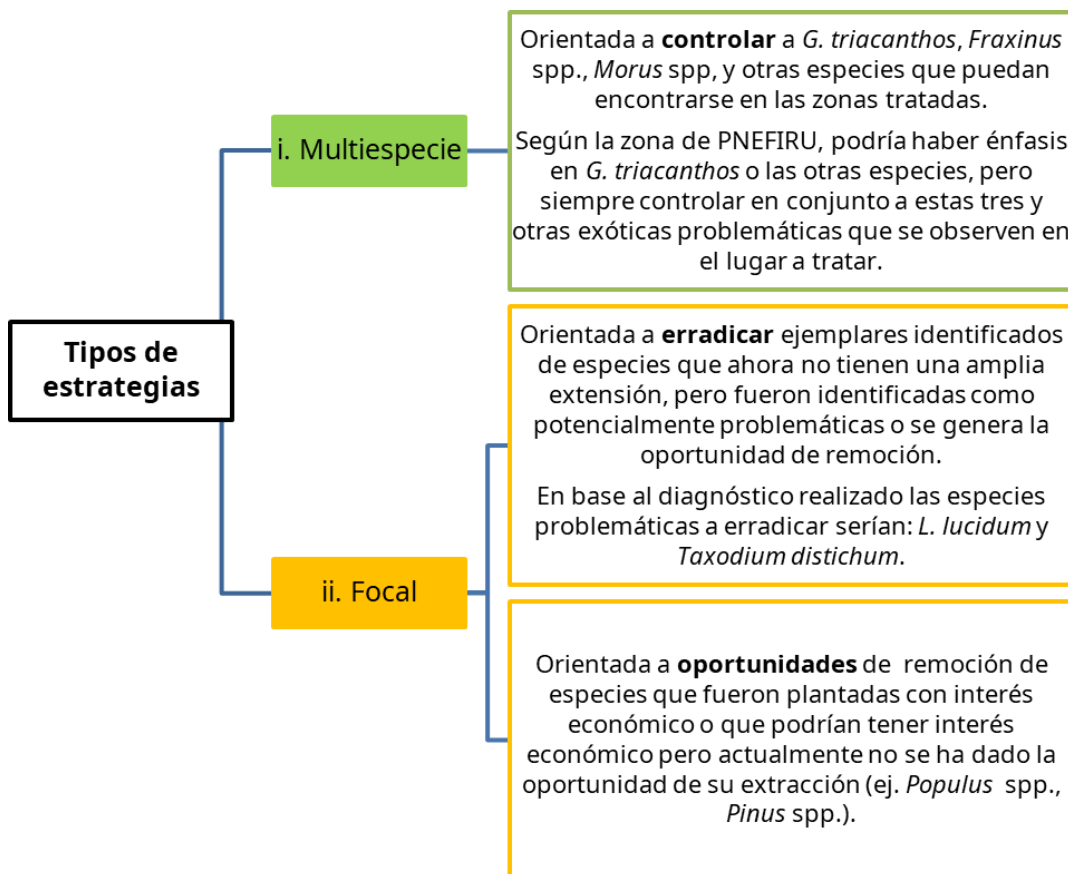 Tipos de
estrategias
i. Multiespecie
Orientada a controlar a G. triacanthos, Fraxinus
spp., Morus spp, y otras especies que puedan
encontrarse en las zonas tratadas.
Según la zona de PNEFIRU, podría haber énfasis
en G. triacanthos o las otras especies, pero
siempre controlar en conjunto a estas tres y
otras exóticas problemáticas que se observen en
el lugar a tratar.
ii. Focal
Orientada a erradicar ejemplares identificados
de especies que ahora no tienen una amplia
extensión, pero fueron identificadas como
potencialmente problemáticas o se genera la
oportunidad de remoción.
En base al diagnóstico realizado las especies
problemáticas a erradicar serían: L. lucidum y
Taxodium distichum.
Orientada a oportunidades de remoción de
especies que fueron plantadas con interés
económico o que podrían tener interés
económico pero actualmente no se ha dado la
oportunidad de su extracción (ej. Populus spp.,
Pinus spp.).